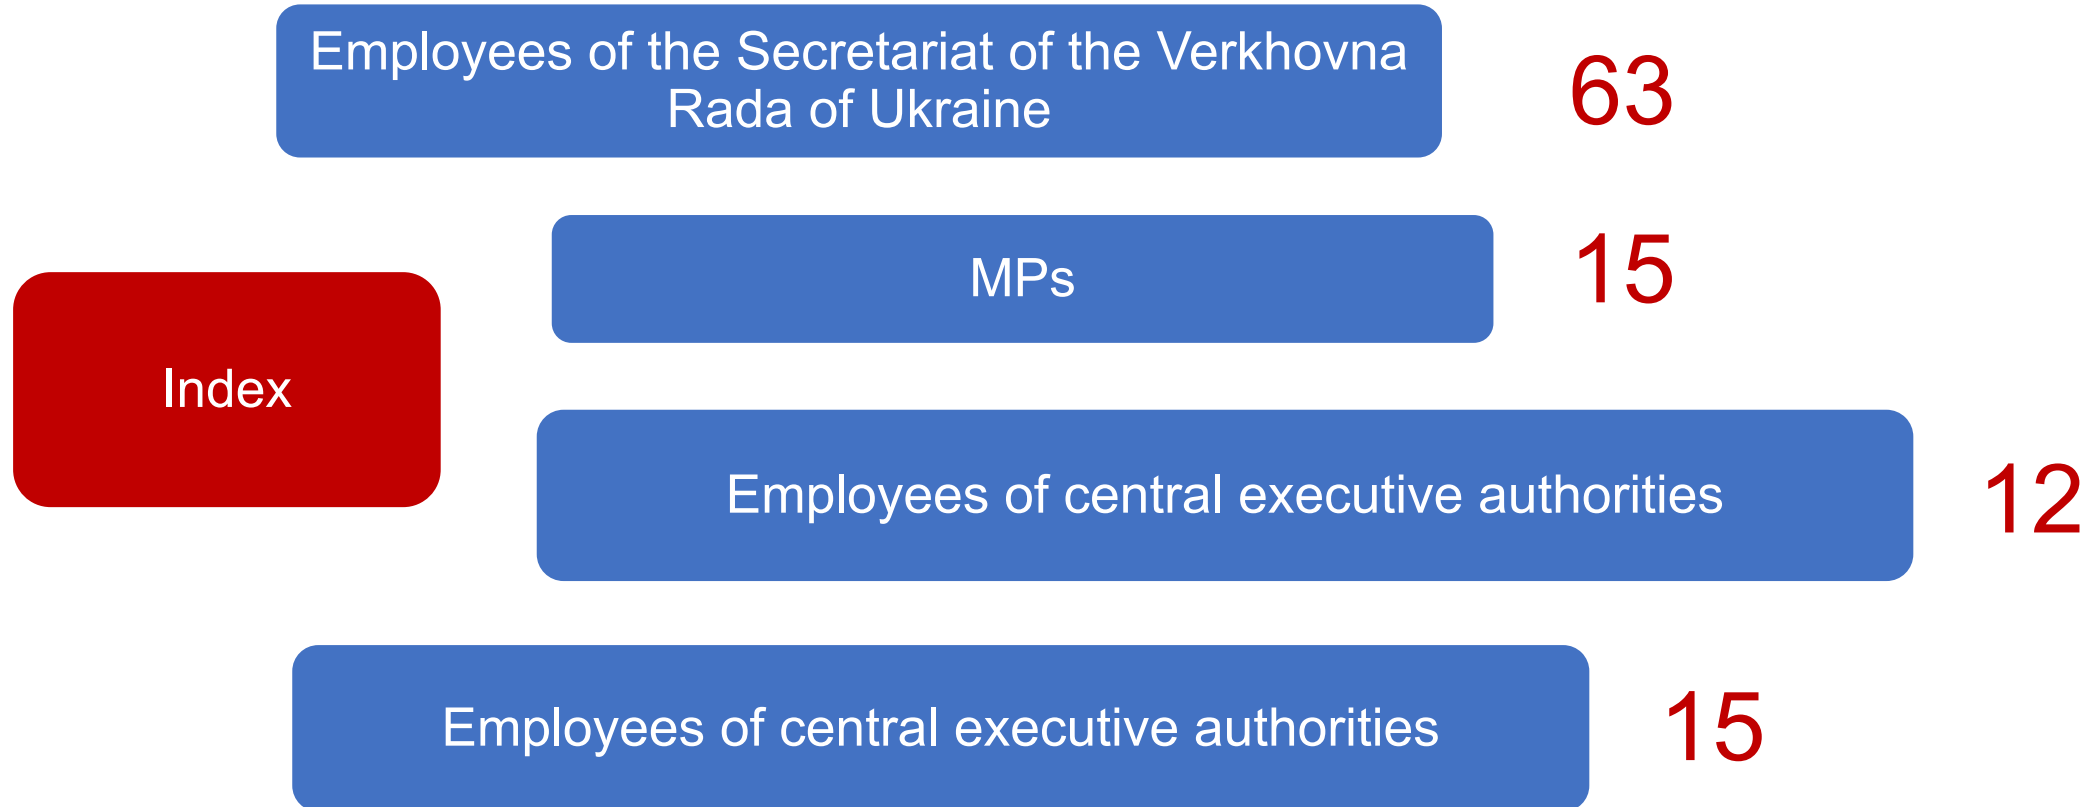 Employees of the Secretariat of the Verkhovna
Rada of Ukraine
63
MPs
15
Index
Employees of central executive authorities
12
Employees of central executive authorities
15